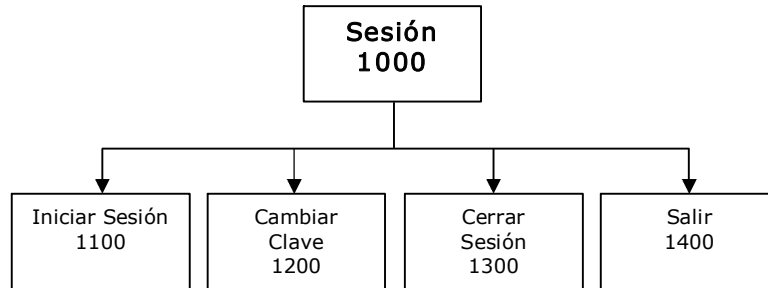 Sesión
1000
Iniciar Sesión
1100
Cambiar
Clave
1200
Cerrar
Sesión
1300
Salir
1400